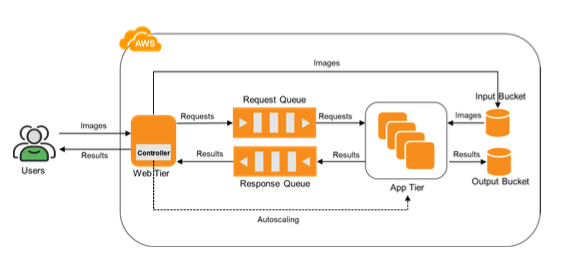 AWS
Images
Request Queue
Input Bucket
Images
Requests
Requests
Images
Controller
Results
Results
Results
Results
Users
Web Tier
Response Queue
App Tier
Output Bucket
Autoscaling